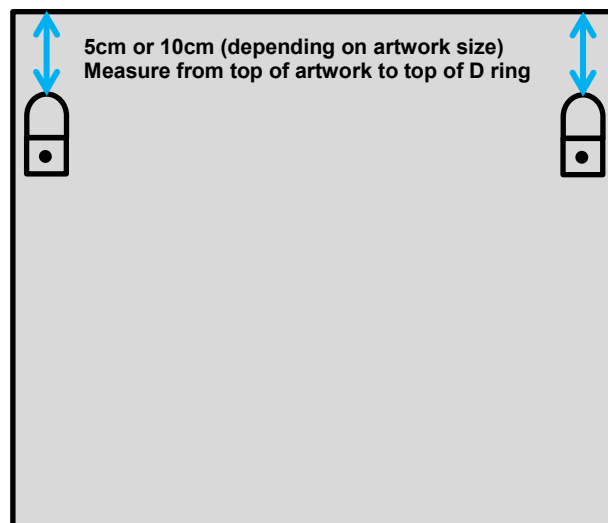 5cm or 10cm (depending on artwork size)
Measure from top of artwork to top of D ring